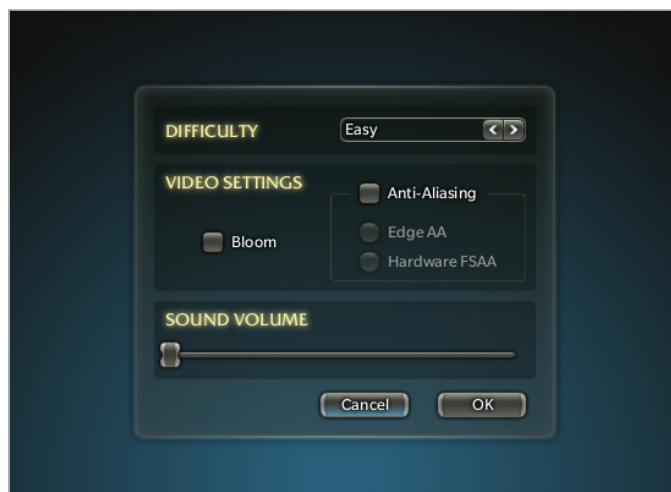 DIFFICULTY
Easy
VIDEO SETTINGS
Anti-Aliasing
Bloom
Edge AA
Hardware FSAA
SOUND VOLUME
Cancel
OK